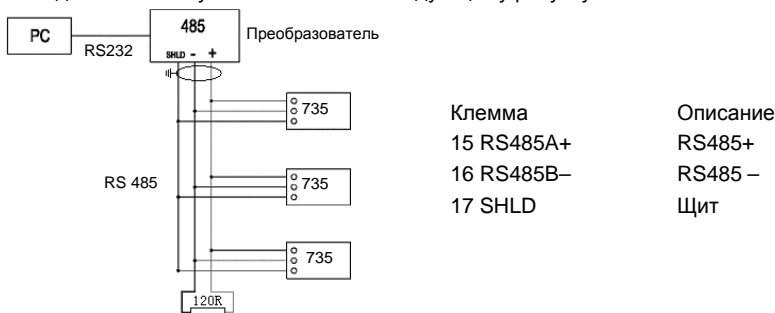 PC
RS232
485
SHLD – +
Преобразователь
735
RS 485
735
735
120R
Клемма Описание
15 RS485A+ RS485+
16 RS485B– RS485 –
17 SHLD Щит